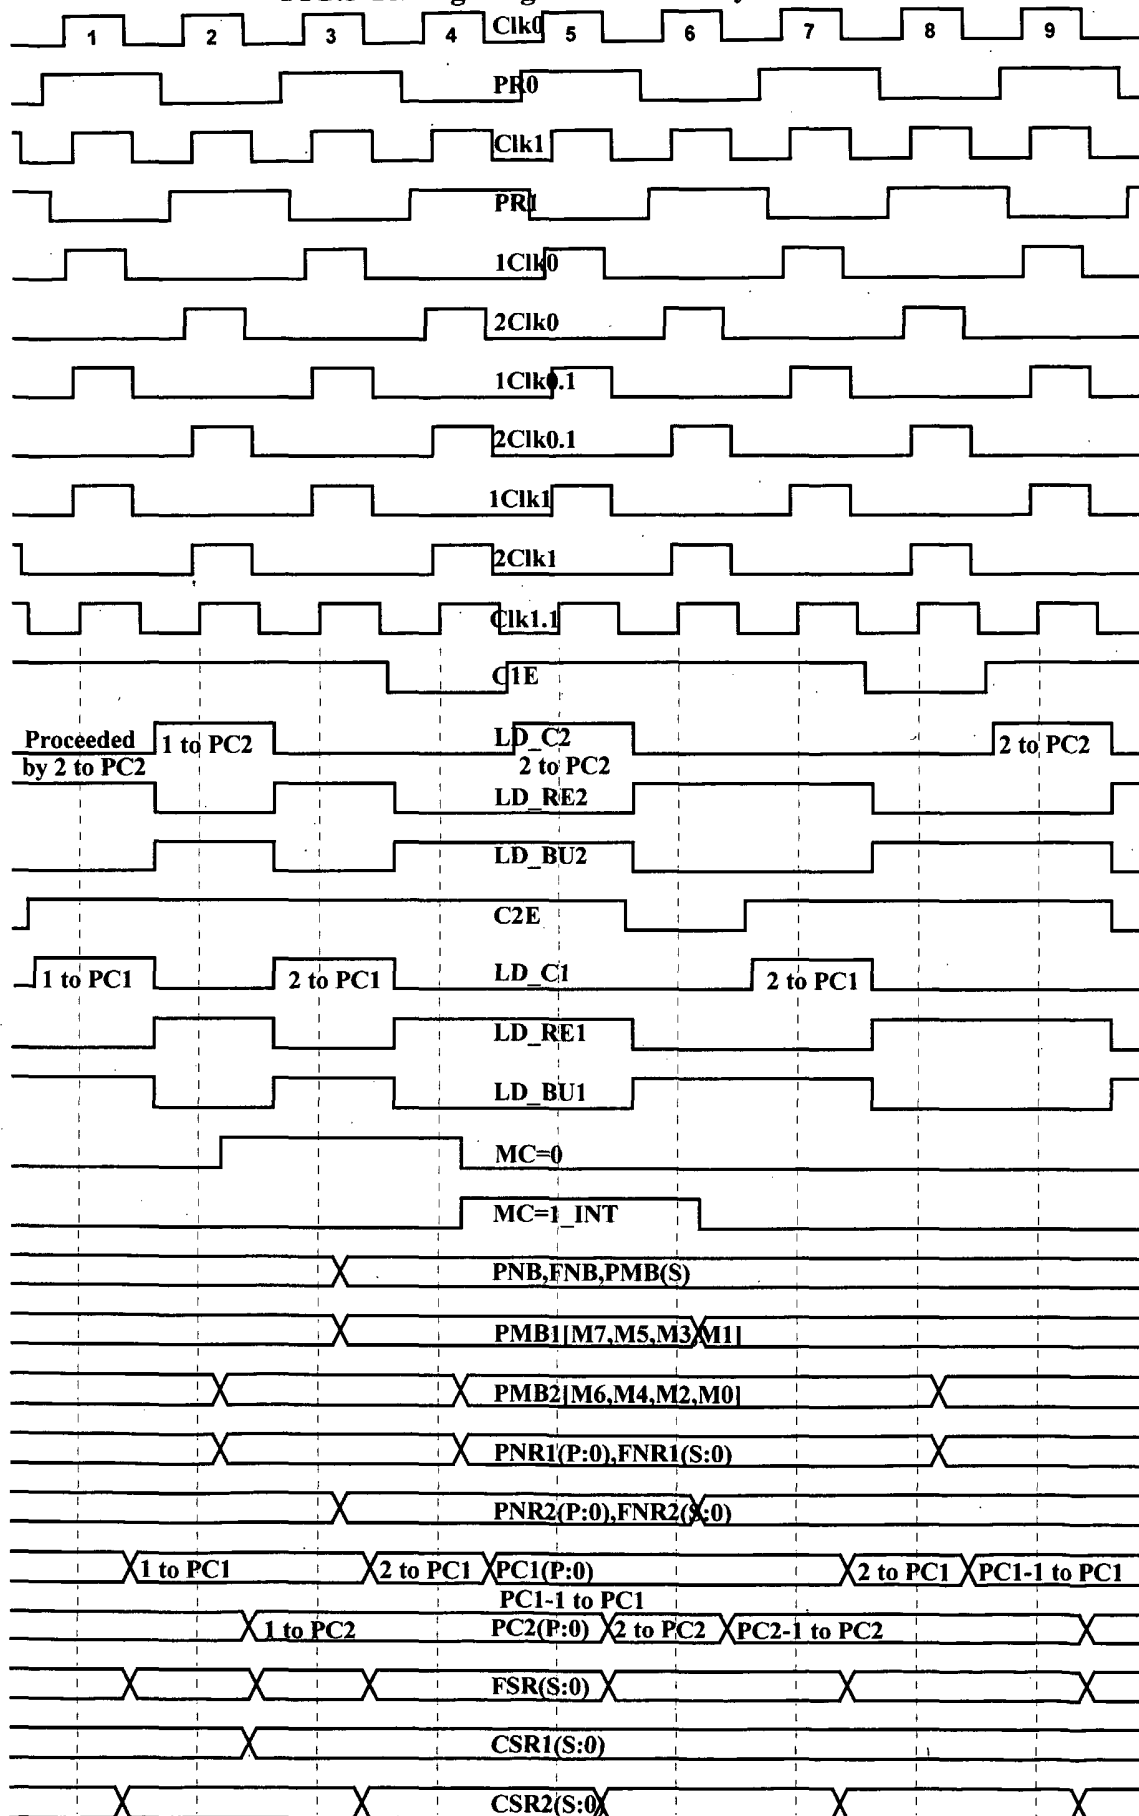 1 2 3 4 Clk0 5 6 7 8 9
PR0
Clk1
PR1
1Clk0
2Clk0
1Clk0.1
2Clk0.1
1Clk1
2Clk1
Clk1.1
C1E
Proceeded 1 to PC2 LD_C2 2 to PC2
by 2 to PC2 2 to PC2
LD_RE2
LD_BU2
C2E
1 to PC1 2 to PC1 LD_C1 2 to PC1
LD_RE1
LD_BU1
MC=0
MC=1_INT
PNB,FNB,PMB(S)
PMB1[M7,M5,M3,M1]
PMB2[M6,M4,M2,M0]
PNR1(P:0),FNR1(S:0)
PNR2(P:0),FNR2(S:0)
1 to PC1 2 to PC1 PC1(P:0) 2 to PC1 PC1-1 to PC1
PC1-1 to PC1
1 to PC2 PC2(P:0) 2 to PC2 PC2-1 to PC2
FSR(S:0)
CSR1(S:0)
CSR2(S:0)